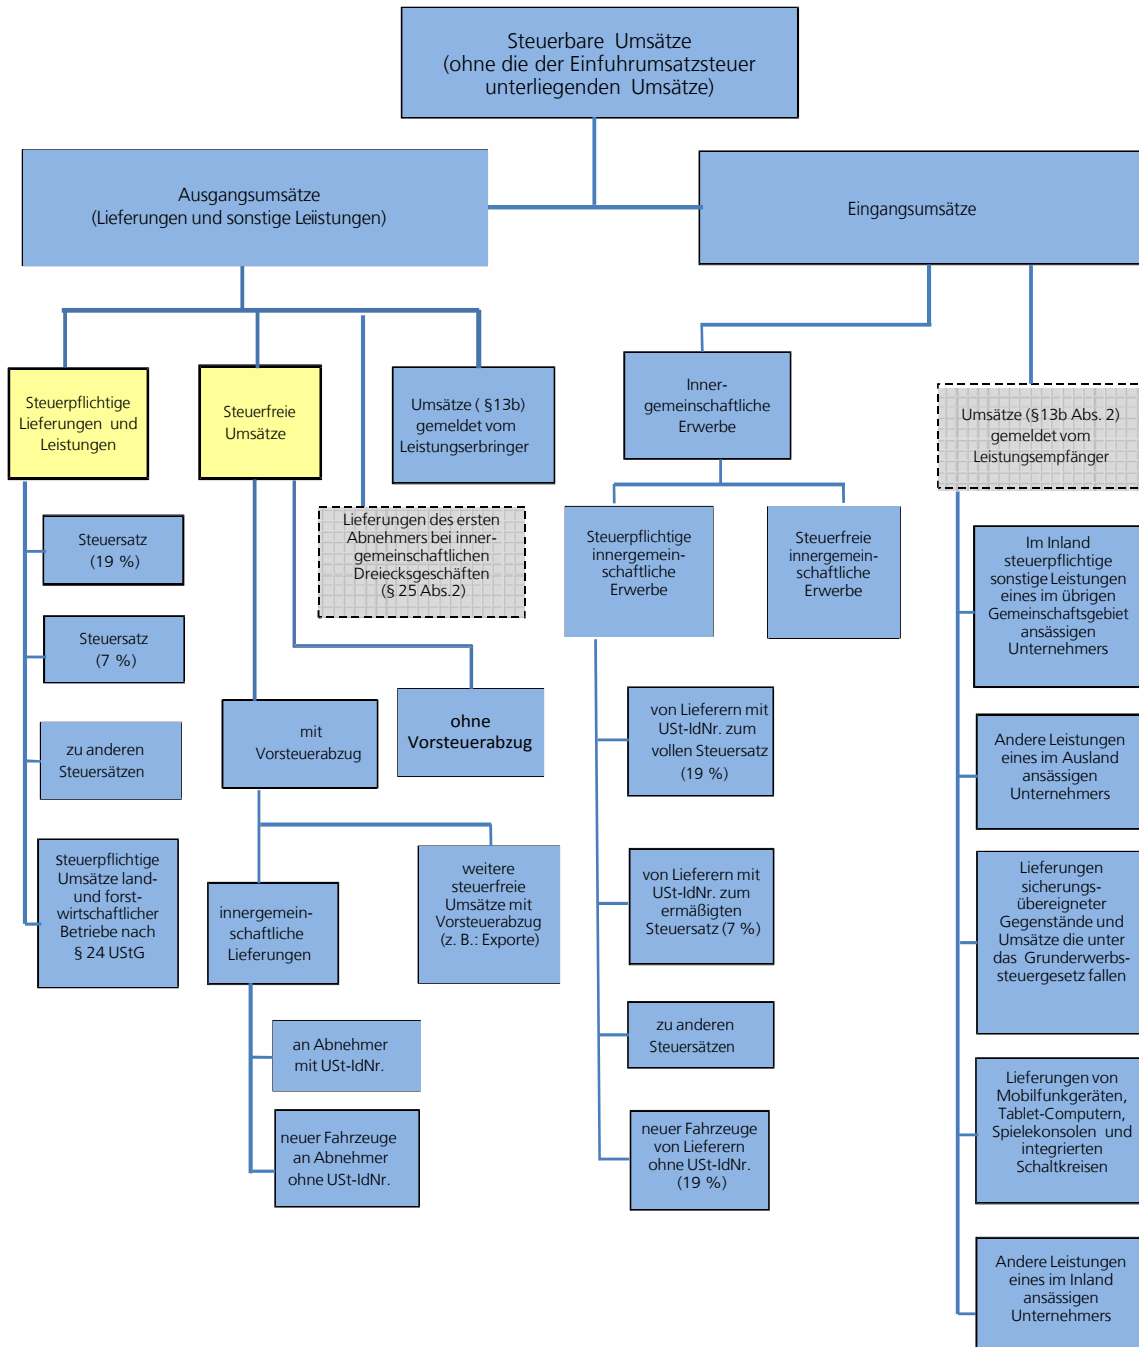 Steuerbare Umsätze
(ohne die der Einfuhrumsatzsteuer
unterliegenden Umsätze)
Ausgangsumsätze
(Lieferungen und sonstige Leiistungen)
Eingangsumsätze
Steuerpflichtige
Lieferungen und
Leistungen
Steuerfreie
Umsätze
Umsätze ( §13b)
gemeldet vom
Leistungserbringer
Inner-
gemeinschaftliche
Erwerbe
Umsätze (§13b Abs. 2)
gemeldet vom
Leistungsempfänger
Lieferungen des ersten
Abnehmers bei inner-
gemeinschaftlichen
Dreiecksgeschäften
(§ 25 Abs.2)
Steuersatz
(19 %)
Steuersatz
(7 %)
zu anderen
Steuersätzen
Steuerpflichtige
Umsätze land-
und forst-
wirtschaftlicher
Betriebe nach
§ 24 UStG
mit
Vorsteuerabzug
ohne
Vorsteuerabzug
innergemein-
schaftliche
Lieferungen
weitere
steuerfreie
Umsätze mit
Vorsteuerabzug
(z. B.: Exporte)
an Abnehmer
mit USt-IdNr.
neuer Fahrzeuge
an Abnehmer
ohne USt-IdNr.
Steuerpflichtige
innergemein-
schaftliche
Erwerbe
Steuerfreie
innergemein-
schaftliche
Erwerbe
von Lieferern mit
USt-IdNr. zum
vollen Steuersatz
(19 %)
von Lieferern mit
USt-IdNr. zum
ermäßigten
Steuersatz (7 %)
zu anderen
Steuersätzen
neuer Fahrzeuge
von Lieferern
ohne USt-IdNr.
(19 %)
Im Inland
steuerpflichtige
sonstige Leistungen
eines im übrigen
Gemeinschaftsgebiet
ansässigen
Unternehmers
Andere Leistungen
eines im Ausland
ansässigen
Unternehmers
Lieferungen
sicherungs-
übereigneter
Gegenstände und
Umsätze die unter
das Grunderwerbs-
steuergesetz fallen
Lieferungen von
Mobilfunkgeräten,
Tablet-Computern,
Spielekonsolen und
integrierten
Schaltkreisen
Andere Leistungen
eines im Inland
ansässigen
Unternehmers